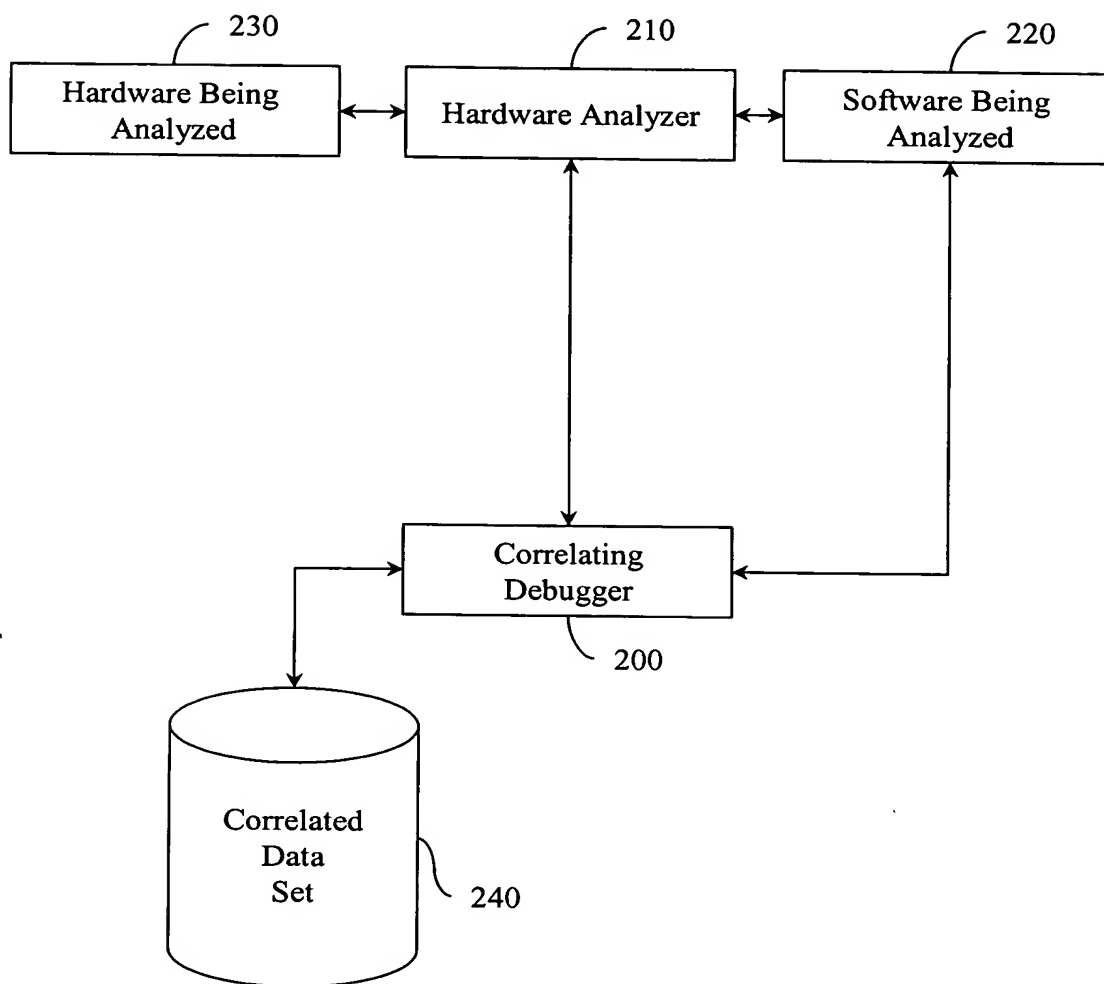 230
210
220
Hardware Being
Analyzed
Hardware Analyzer
Software Being
Analyzed
Correlating
Debugger
200
Correlated
Data
Set
240